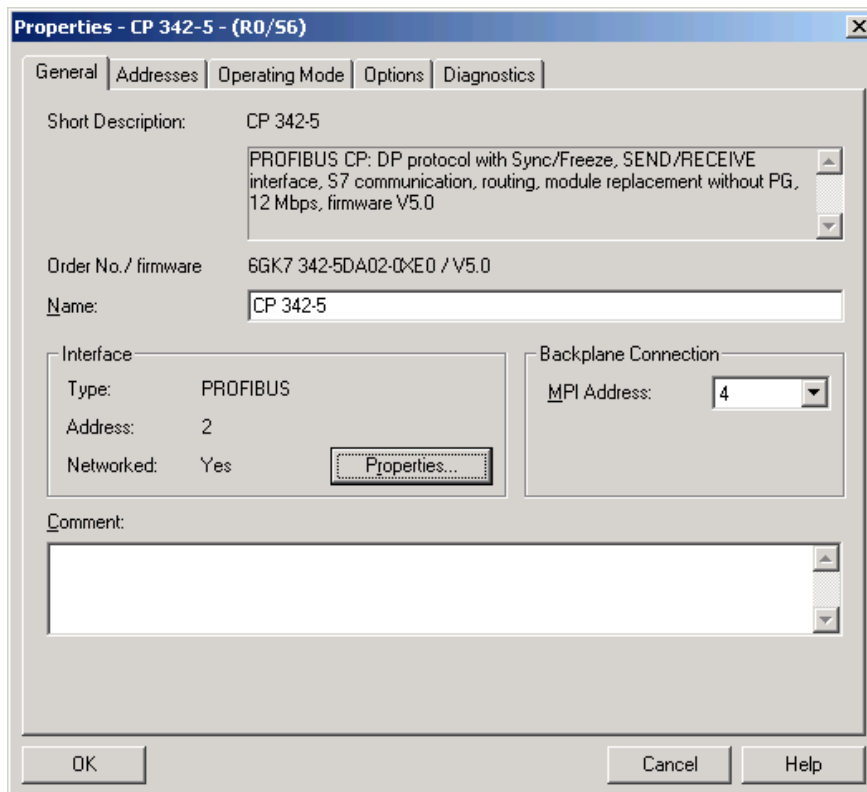 Properties - CP 342-5 - (R0/S6)
General Addresses Operating Mode Options Diagnostics
Short Description: CP 342-5
PROFIBUS CP: DP protocol with Sync/Freeze, SEND/RECEIVE
interface, S7 communication, routing, module replacement without PG,
12 Mbps, firmware V5.0
Order No./ firmware 6GK7 342-5DA02-0XE0 / V5.0
Name: CP 342-5
Interface
Type: PROFIBUS
Address: 2
Networked: Yes Properties...
Backplane Connection
MPI Address: 4
Comment:
OK Cancel Help